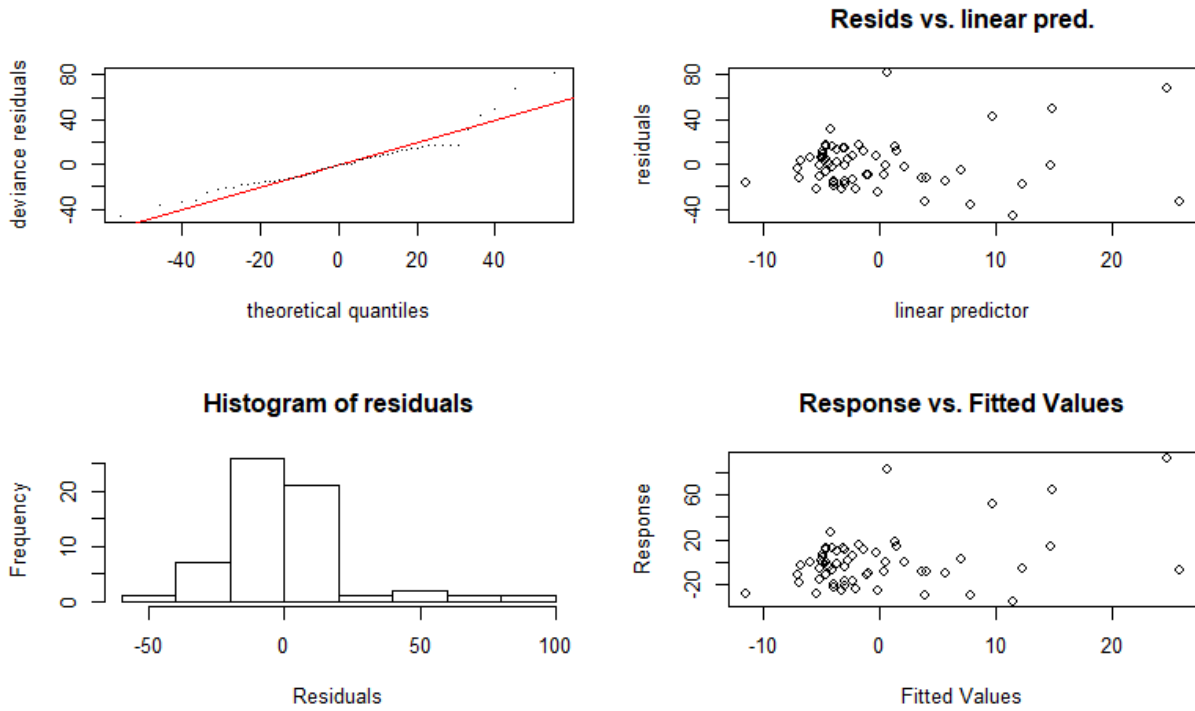 deviance residuals
80
40
0
-40
-40
-20
0
20
40
theoretical quantiles
Resids vs. linear pred.
residuals
80
40
0
-40
-10
0
10
20
linear predictor
Histogram of residuals
Frequency
20
10
0
-50
0
50
100
Residuals
Response vs. Fitted Values
Response
60
20
-20
-10
0
10
20
Fitted Values